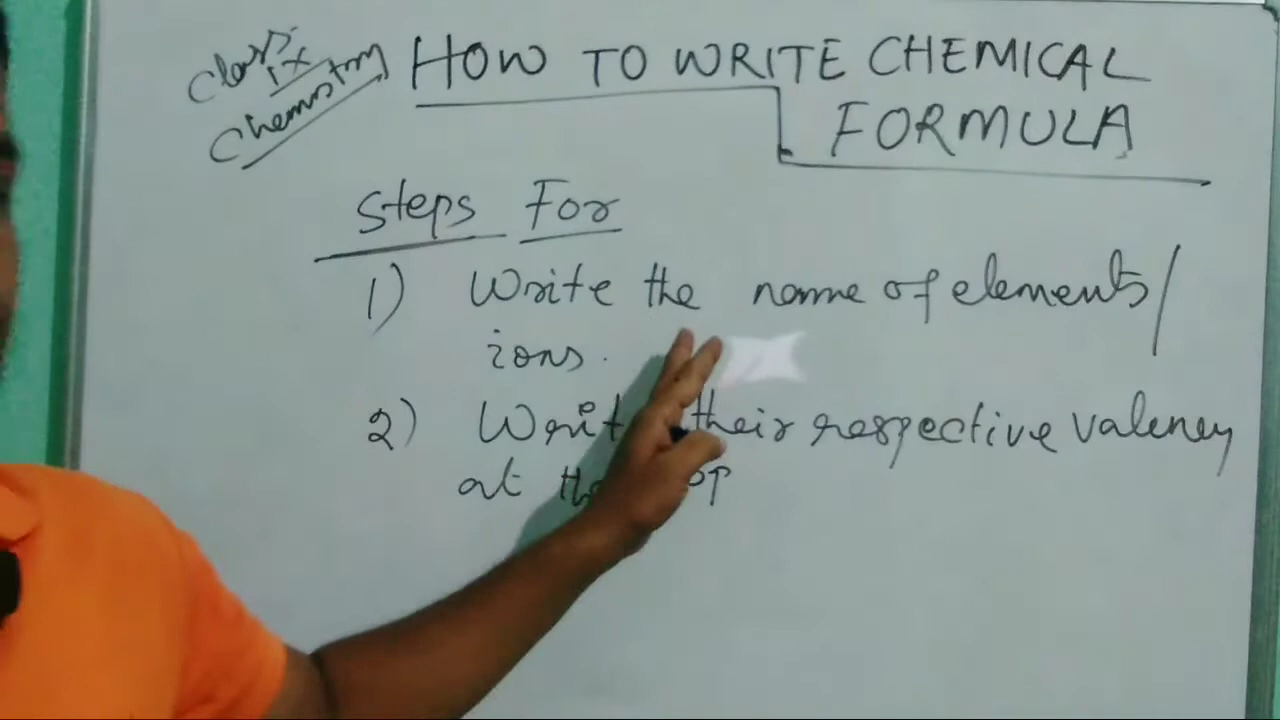 Class
IX
Chemistry
HOW TO WRITE CHEMICAL
FORMULA
Steps For
1) Write the name of elements/
ions.
2) their respective valency
at